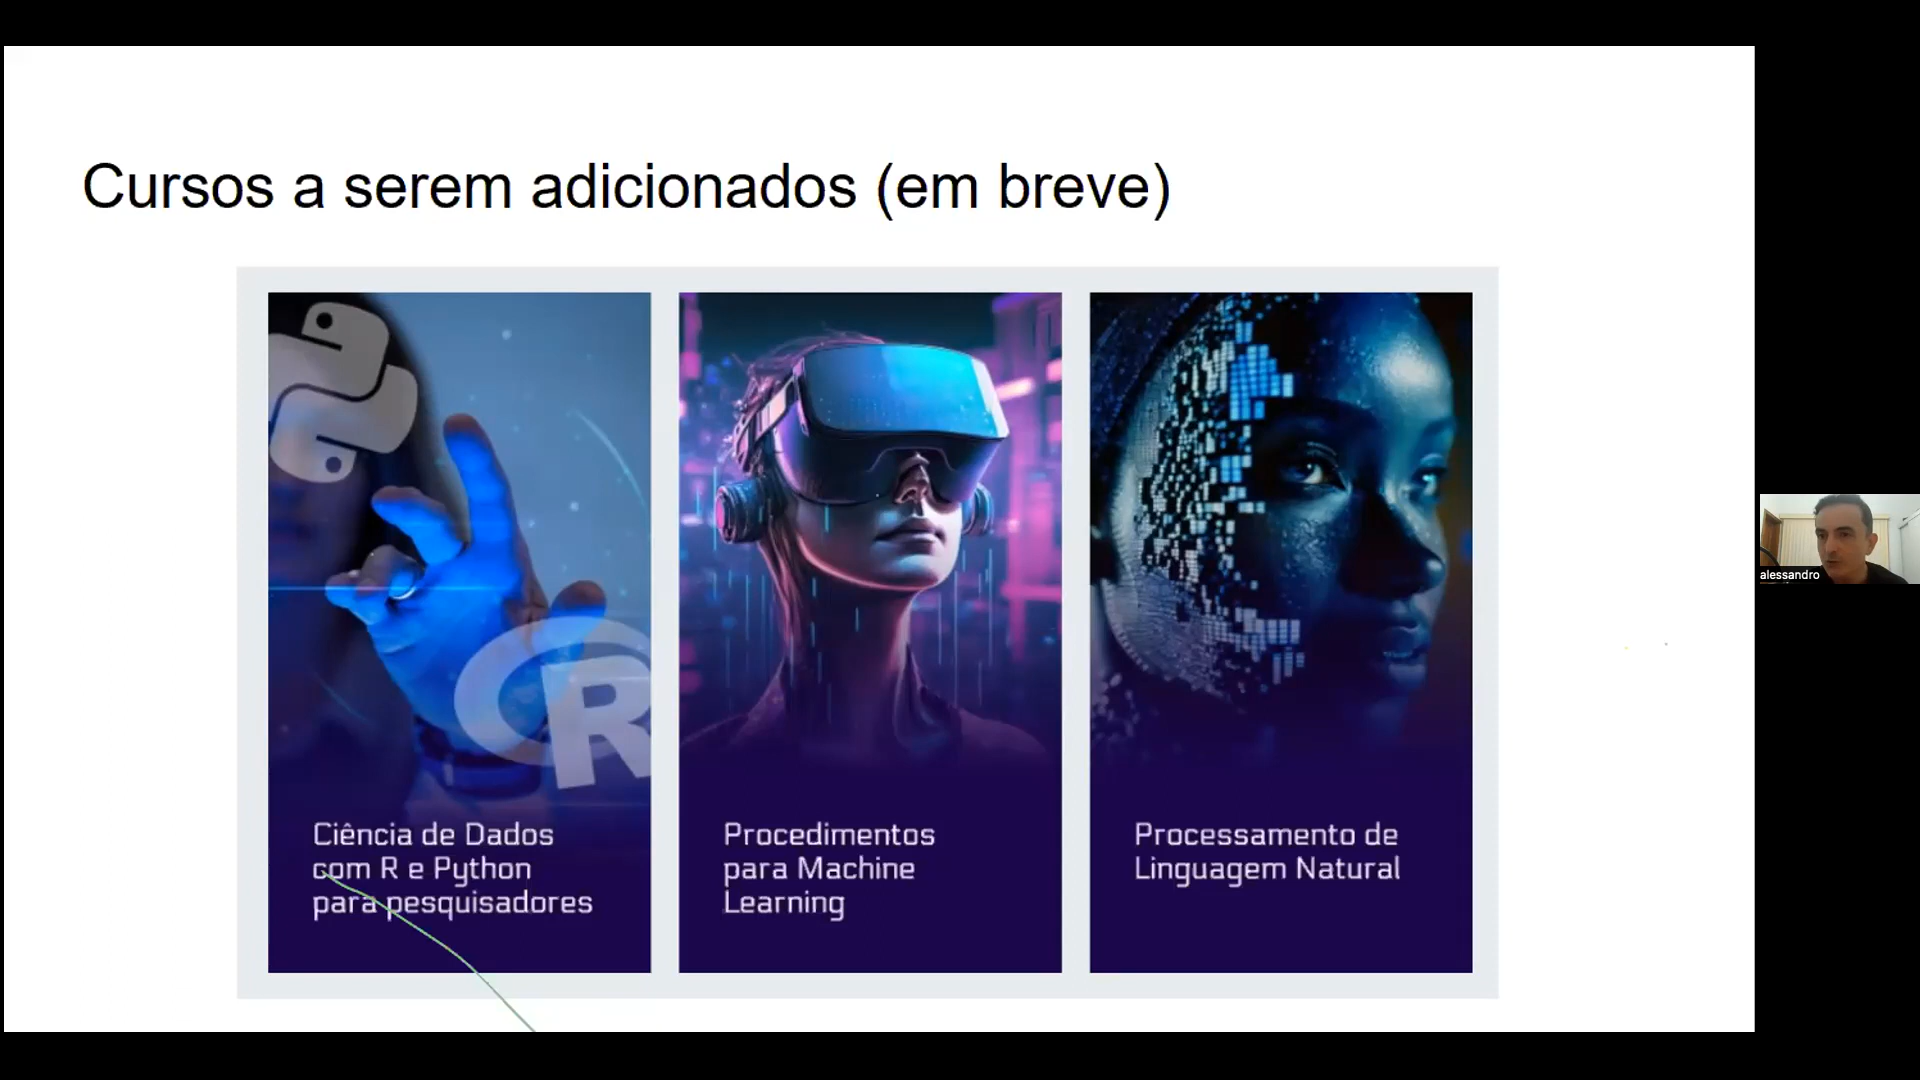 Cursos a serem adicionados (em breve)
R
Ciência de Dados
com R e Python
para pesquisadores
Procedimentos
para Machine
Learning
Processamento de
Linguagem Natural
alessandro